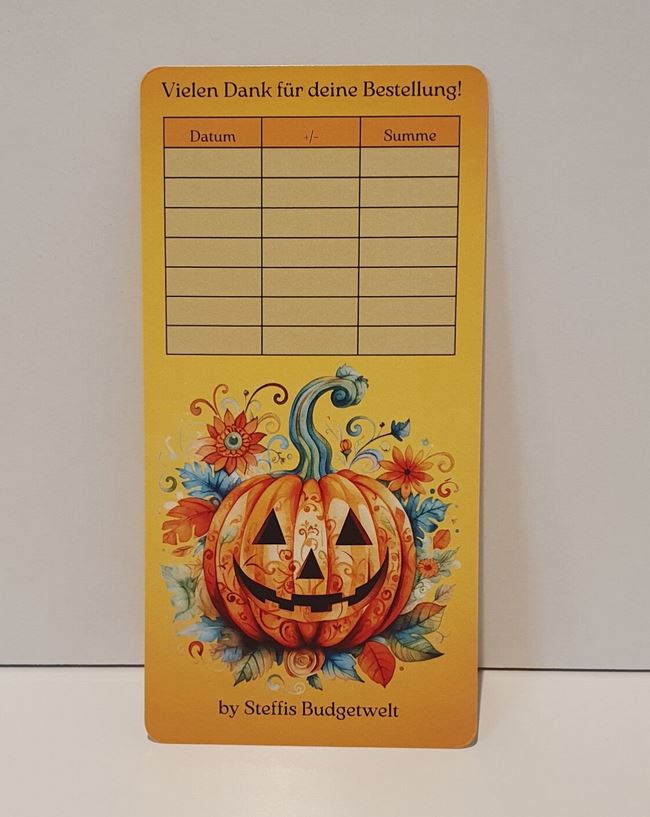 Vielen Dank für deine Bestellung!
Datum +/- Summe
by Steffis Budgetwelt